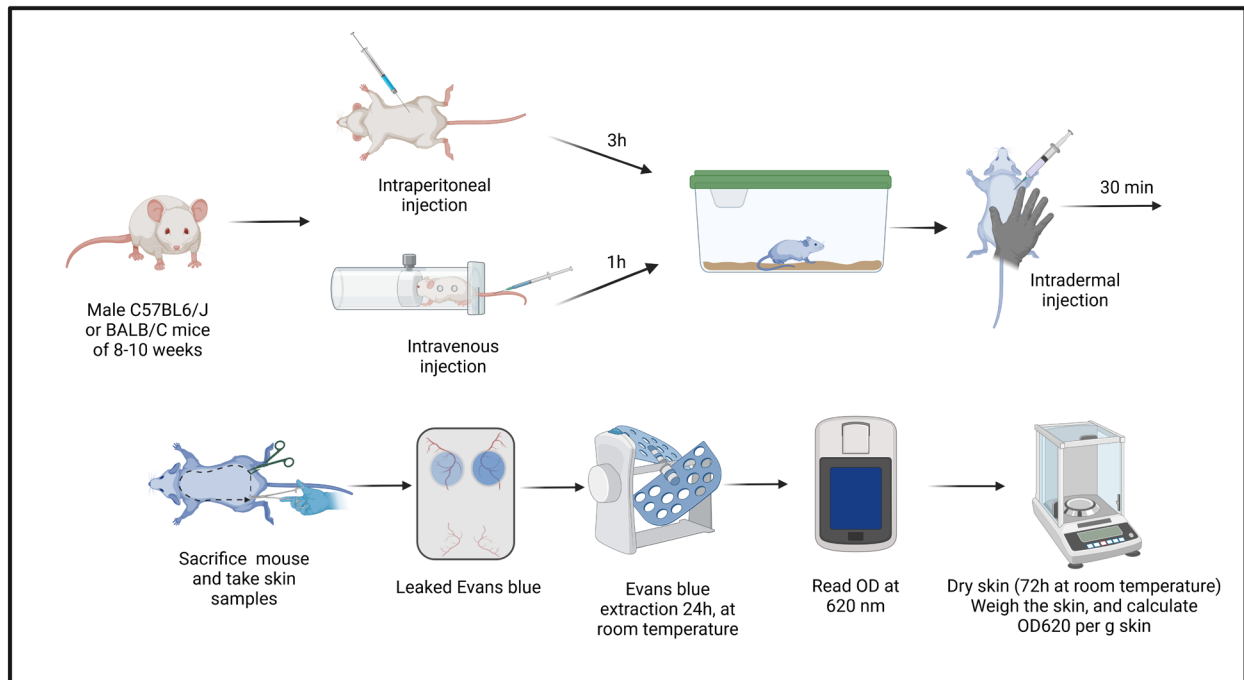 3h
Intraperitoneal
injection
30 min
1h
Male C57BL6/J
or BALB/C mice
of 8-10 weeks
Intravenous
injection
Intradermal
injection
Sacrifice mouse
and take skin
samples
Leaked Evans blue
Evans blue
extraction 24h, at
room temperature
Read OD at
620 nm
Dry skin (72h at room temperature)
Weigh the skin, and calculate
OD620 per g skin